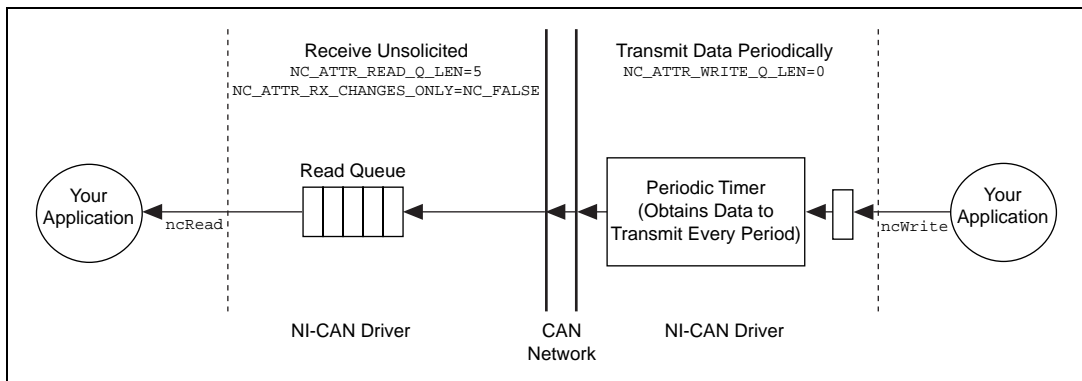 Receive Unsolicited
NC_ATTR_READ_Q_LEN=5
NC_ATTR_RX_CHANGES_ONLY=NC_FALSE
Transmit Data Periodically
NC_ATTR_WRITE_Q_LEN=0
Your
Application
ncRead
Read Queue
Periodic Timer
(Obtains Data to
Transmit Every Period)
ncWrite
Your
Application
NI-CAN Driver
CAN
Network
NI-CAN Driver